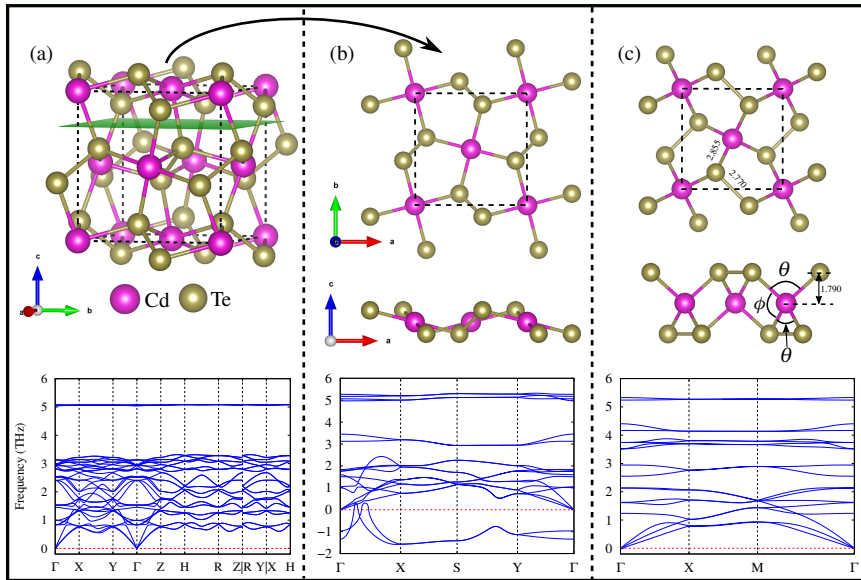 (a)
c
b
a
Cd Te
Frequency (THz)
6
5
4
3
2
1
0
Γ X Y Γ Z H R Z|R Y|X H
(b)
b
a
c
a
6
5
4
3
2
1
0
−1
−2
Γ X S Y Γ
(c)
2.855
2.770
θ
1.790
ϕ
θ
6
5
4
3
2
1
0
Γ X M Γ